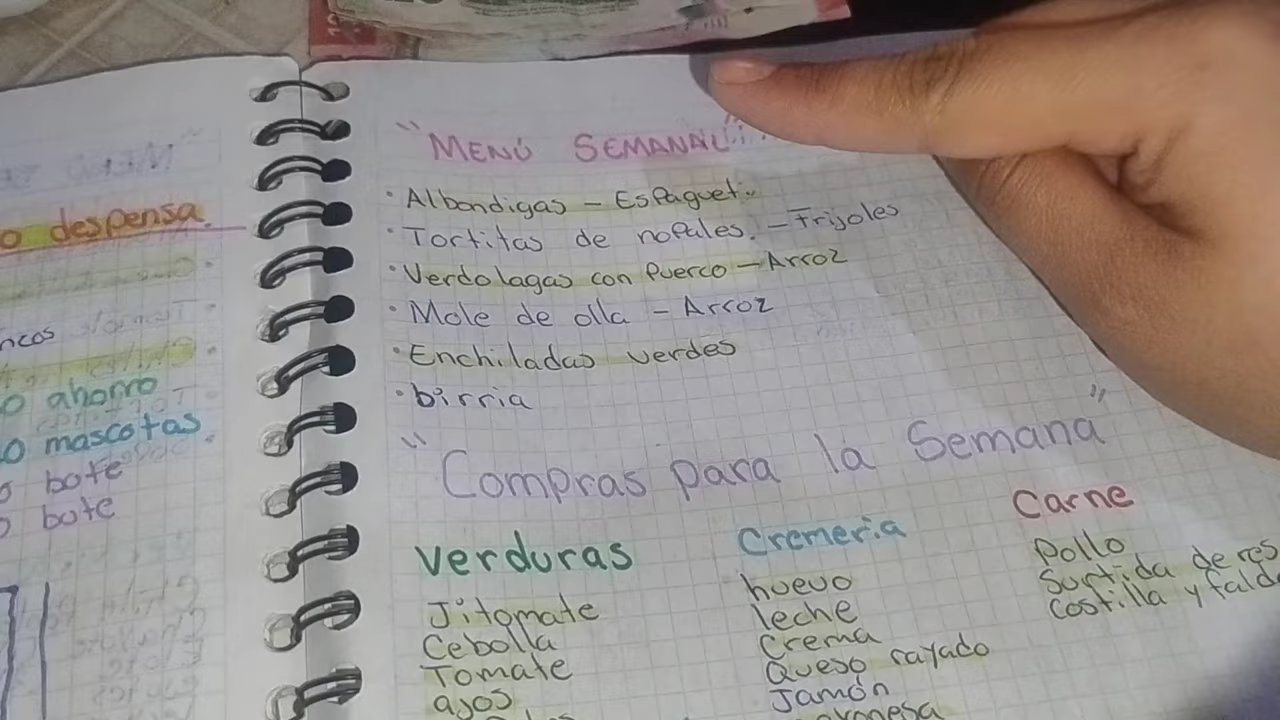 o despensa.
ncos
o ahorro
o mascotas
o bote
o bote
"MENÚ SEMANAL"
· Albondigas - Espagueti
· Tortitas de nopales. - Frijoles
· Verdolagas con Puerco - Arroz
· Mole de olla - Arroz
· Enchiladas verdes
· birria
"Compras para la Semana"
Verduras
Jitomate
Cebolla
Tomate
ajos
Cremeria
huevo
leche
Crema
Queso rayado
Jamón
Carne
Pollo
Surtida de res
Costilla y fald